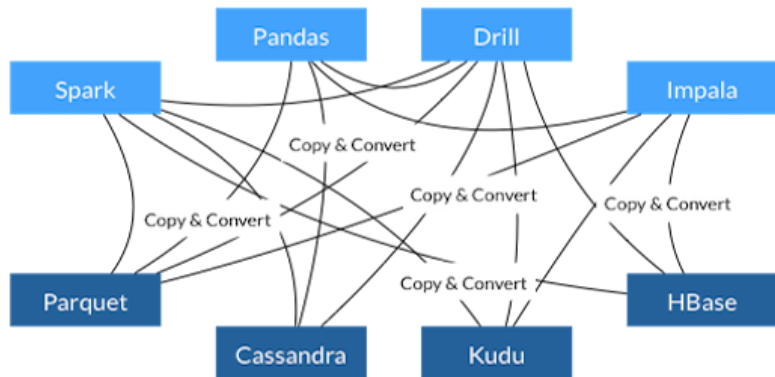 Pandas
Drill
Spark
Impala
Copy & Convert
Copy & Convert
Copy & Convert
Copy & Convert
Copy & Convert
Parquet
HBase
Cassandra
Kudu